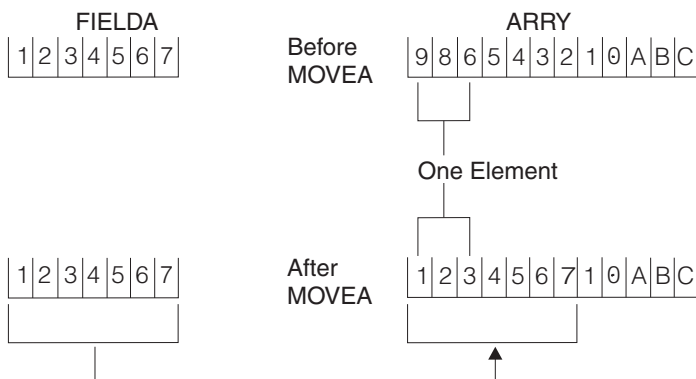 FIELDA
ARRY
1 2 3 4 5 6 7
Before
MOVEA
9 8 6 5 4 3 2 1 0 A B C
One Element
1 2 3 4 5 6 7
After
MOVEA
1 2 3 4 5 6 7 1 0 A B C